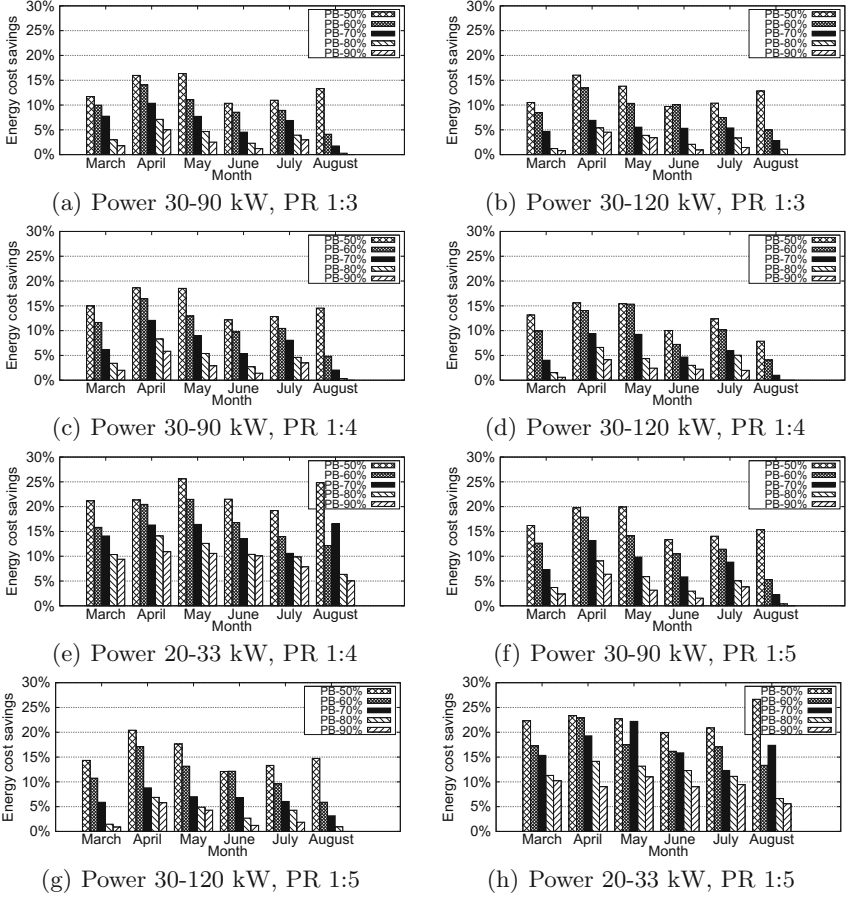 Energy cost savings
30%
25%
20%
15%
10%
5%
0%
PB-50%
PB-60%
PB-70%
PB-80%
PB-90%
March April May June July August
Month
(a) Power 30-90 kW, PR 1:3
Energy cost savings
30%
25%
20%
15%
10%
5%
0%
PB-50%
PB-60%
PB-70%
PB-80%
PB-90%
March April May June July August
Month
(b) Power 30-120 kW, PR 1:3
Energy cost savings
30%
25%
20%
15%
10%
5%
0%
PB-50%
PB-60%
PB-70%
PB-80%
PB-90%
March April May June July August
Month
(c) Power 30-90 kW, PR 1:4
Energy cost savings
30%
25%
20%
15%
10%
5%
0%
PB-50%
PB-60%
PB-70%
PB-80%
PB-90%
March April May June July August
Month
(d) Power 30-120 kW, PR 1:4
Energy cost savings
30%
25%
20%
15%
10%
5%
0%
PB-50%
PB-60%
PB-70%
PB-80%
PB-90%
March April May June July August
Month
(e) Power 20-33 kW, PR 1:4
Energy cost savings
30%
25%
20%
15%
10%
5%
0%
PB-50%
PB-60%
PB-70%
PB-80%
PB-90%
March April May June July August
Month
(f) Power 30-90 kW, PR 1:5
Energy cost savings
30%
25%
20%
15%
10%
5%
0%
PB-50%
PB-60%
PB-70%
PB-80%
PB-90%
March April May June July August
Month
(g) Power 30-120 kW, PR 1:5
Energy cost savings
30%
25%
20%
15%
10%
5%
0%
PB-50%
PB-60%
PB-70%
PB-80%
PB-90%
March April May June July August
Month
(h) Power 20-33 kW, PR 1:5